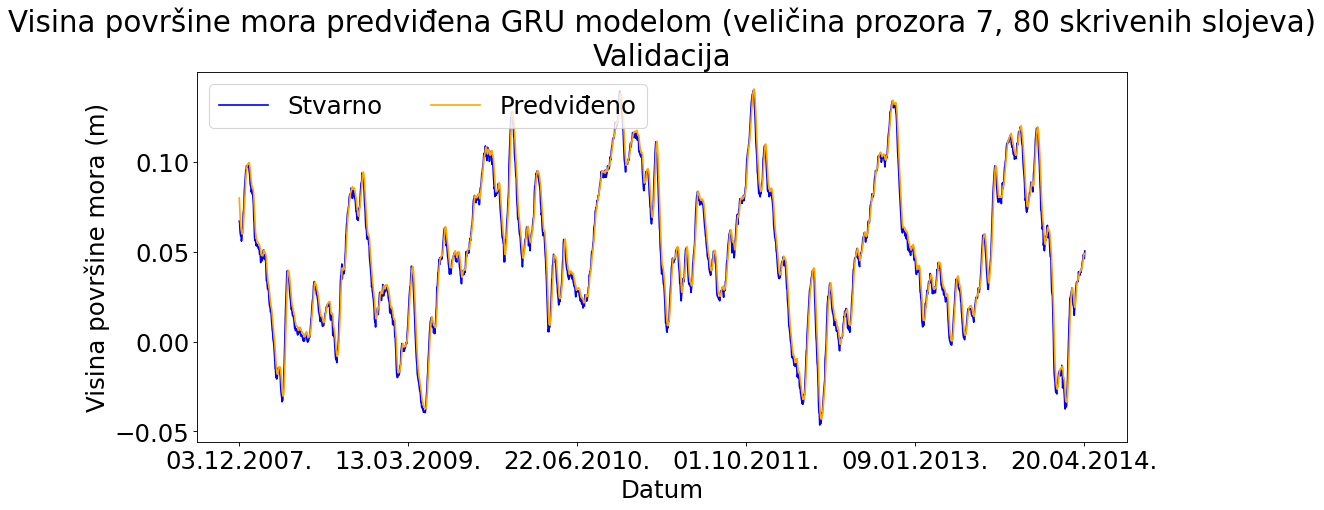 Visina površine mora predviđena GRU modelom (veličina prozora 7, 80 skrivenih slojeva)
Validacija
Stvarno
Predviđeno
Visina površine mora (m)
0.10
0.05
0.00
−0.05
03.12.2007.
13.03.2009.
22.06.2010.
01.10.2011.
09.01.2013.
20.04.2014.
Datum